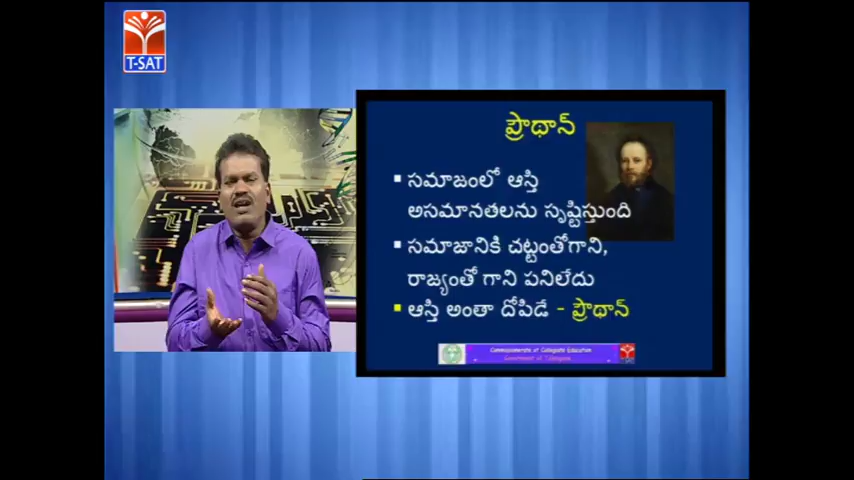 T-SAT
ప్రౌధాన్
సమాజంలో ఆస్తి
అసమానతలను సృష్టిస్తుంది
సమాజానికి చట్టంతోగాని,
రాజ్యంతో గాని పనిలేదు
ఆస్తి అంతా దోపిడే - ప్రౌథాన్
Commissionerate of Collegiate Education
Government of Telangana